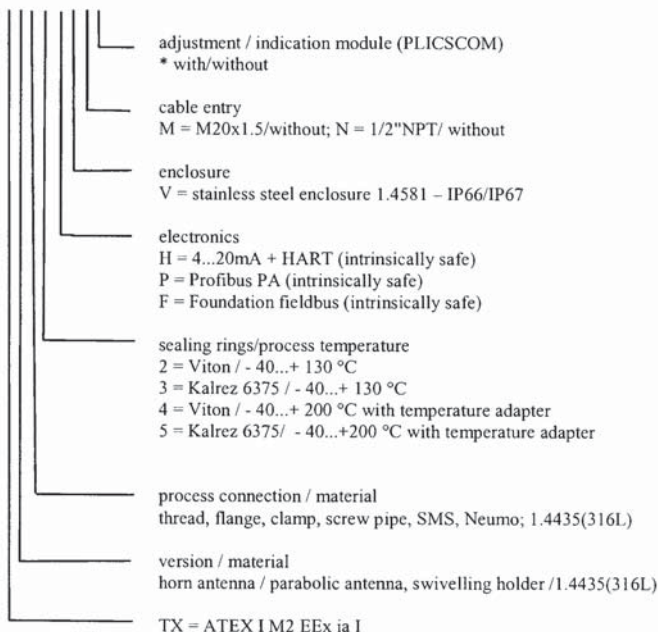 adjustment / indication module (PLICSCOM)
* with/without
cable entry
M = M20x1.5/without; N = 1/2"NPT/ without
enclosure
V = stainless steel enclosure 1.4581 – IP66/IP67
electronics
H = 4...20mA + HART (intrinsically safe)
P = Profibus PA (intrinsically safe)
F = Foundation fieldbus (intrinsically safe)
sealing rings/process temperature
2 = Viton / - 40...+ 130 °C
3 = Kalrez 6375 / - 40...+ 130 °C
4 = Viton / - 40...+ 200 °C with temperature adapter
5 = Kalrez 6375/ - 40...+200 °C with temperature adapter
process connection / material
thread, flange, clamp, screw pipe, SMS, Neumo; 1.4435(316L)
version / material
horn antenna / parabolic antenna, swivelling holder /1.4435(316L)
TX = ATEX I M2 EEx ia I